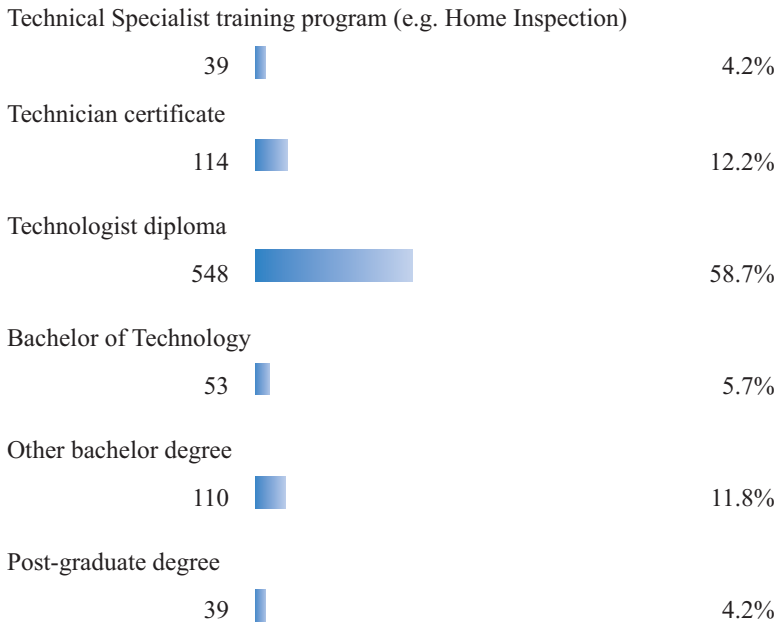 Technical Specialist training program (e.g. Home Inspection)
39 4.2%
Technician certificate
114 12.2%
Technologist diploma
548 58.7%
Bachelor of Technology
53 5.7%
Other bachelor degree
110 11.8%
Post-graduate degree
39 4.2%